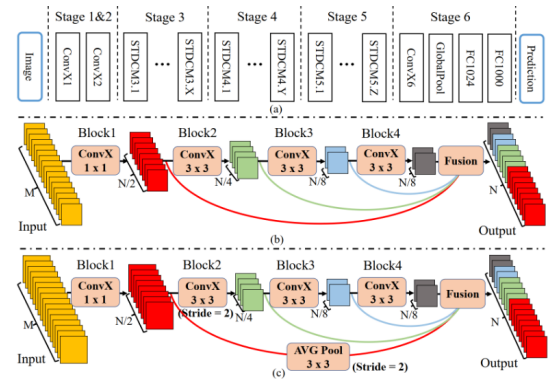 Stage 1&2 Stage 3 Stage 4 Stage 5 Stage 6
Image
ConvX1
ConvX2
STDCM3.1
...
STDCM3.X
STDCM4.1
...
STDCM4.Y
STDCM5.1
...
STDCM5.Z
ConvX6
GlobalPool
FC1024
FC1000
Prediction
(a)
Block1 Block2 Block3 Block4
ConvX
1 x 1
ConvX
3 x 3
ConvX
3 x 3
ConvX
3 x 3
Fusion
M
N/2
N/4
N/8
N/8
N
Input
Output
(b)
Block1 Block2 Block3 Block4
ConvX
1 x 1
ConvX
3 x 3
(Stride = 2)
ConvX
3 x 3
ConvX
3 x 3
Fusion
M
N/2
N/4
N/8
N/8
N
AVG Pool
3 x 3
(Stride = 2)
Input
Output
(c)